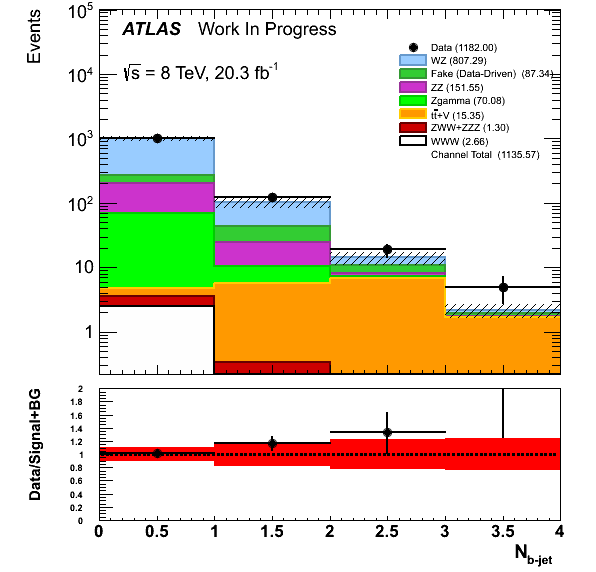 Events
10^5
ATLAS Work In Progress
√s = 8 TeV, 20.3 fb^-1
Data (1182.00)
WZ (807.29)
Fake (Data-Driven) (87.34)
ZZ (151.55)
Zgamma (70.08)
tt̄+V (15.35)
ZWW+ZZZ (1.30)
WWW (2.66)
Channel Total (1135.57)
10^4
10^3
10^2
10
1
Data/Signal+BG
2
1.8
1.6
1.4
1.2
1
0.8
0.6
0.4
0.2
0
0 0.5 1 1.5 2 2.5 3 3.5 4
N_b-jet